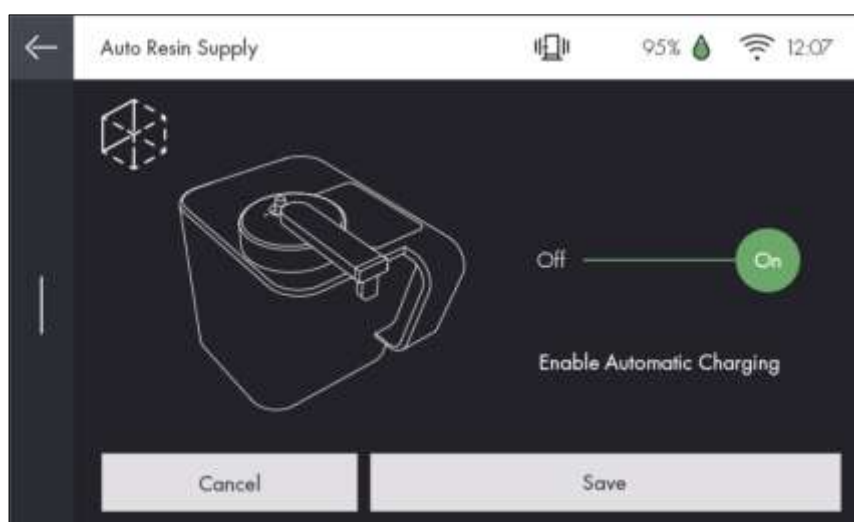 Auto Resin Supply 95% 12:07
Off On
Enable Automatic Charging
Cancel Save